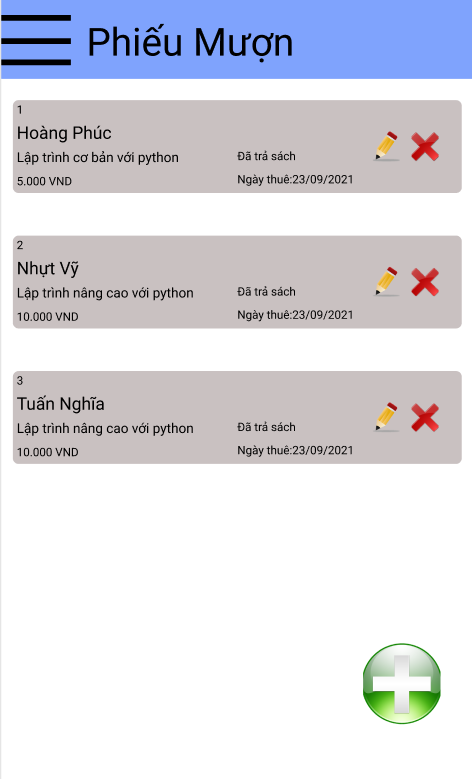 Phiếu Mượn
1
Hoàng Phúc
Lập trình cơ bản với python
Đã trả sách
5.000 VND
Ngày thuê:23/09/2021
2
Nhựt Vỹ
Lập trình nâng cao với python
Đã trả sách
10.000 VND
Ngày thuê:23/09/2021
3
Tuấn Nghĩa
Lập trình nâng cao với python
Đã trả sách
10.000 VND
Ngày thuê:23/09/2021